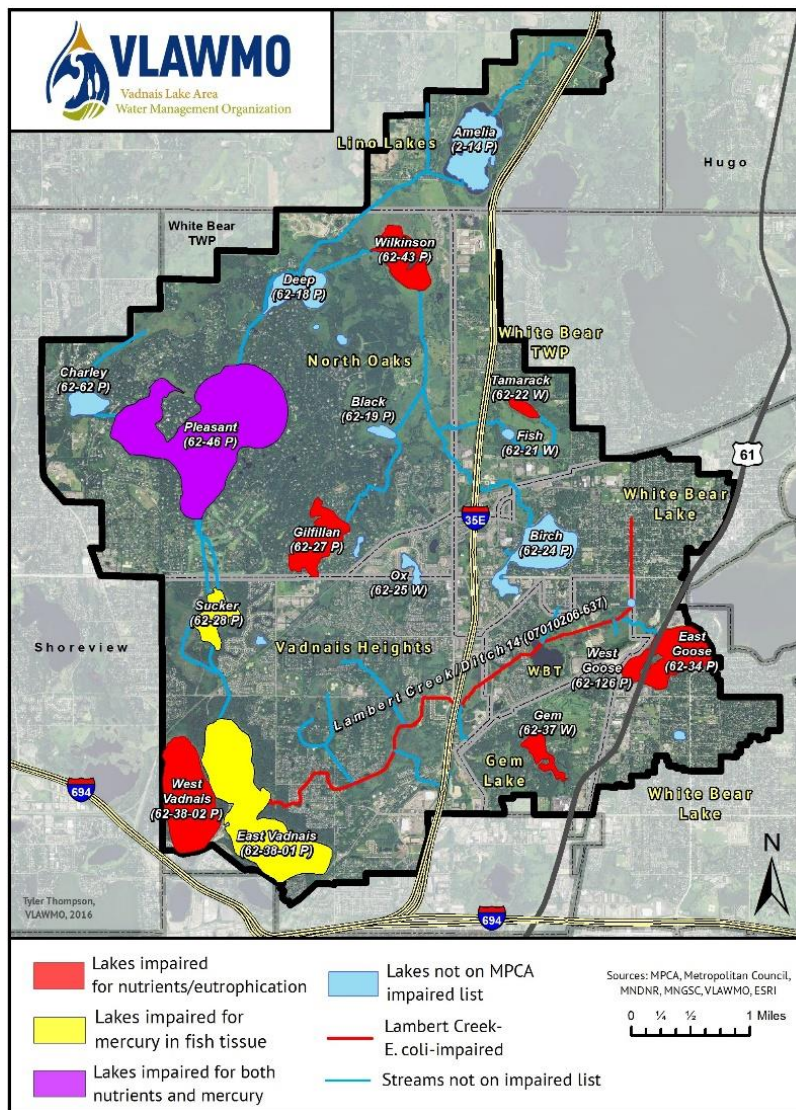 VLAWMO
Vadnais Lake Area
Water Management Organization
Lino Lakes
Amelia
(2-14 P)
Hugo
White Bear
TWP
Wilkinson
(62-43 P)
Deep
(62-18 P)
White Bear
TWP
North Oaks
Charley
(62-62 P)
Tamarack
(62-22 W)
Black
(62-19 P)
Pleasant
(62-46 P)
Fish
(62-21 W)
61
White Bear
Lake
35E
Gilfillan
(62-27 P)
Birch
(62-24 P)
Ox
(62-25 W)
Sucker
(62-28 P)
Shoreview
Vadnais Heights
Lambert Creek/Ditch 14 (07010206-637)
East
Goose
(62-34 P)
West
Goose
(62-126 P)
WBT
Gem
(62-37 W)
Gem
Lake
694
West
Vadnais
(62-38-02 P)
White Bear
Lake
East Vadnais
(62-38-01 P)
N
Tyler Thompson,
VLAWMO, 2016
694
Lakes impaired
for nutrients/eutrophication
Lakes impaired for
mercury in fish tissue
Lakes impaired for both
nutrients and mercury
Lakes not on MPCA
impaired list
Lambert Creek-
E. coli-impaired
Streams not on impaired list
Sources: MPCA, Metropolitan Council,
MNDNR, MNGSC, VLAWMO, ESRI
0 ¼ ½ 1 Miles